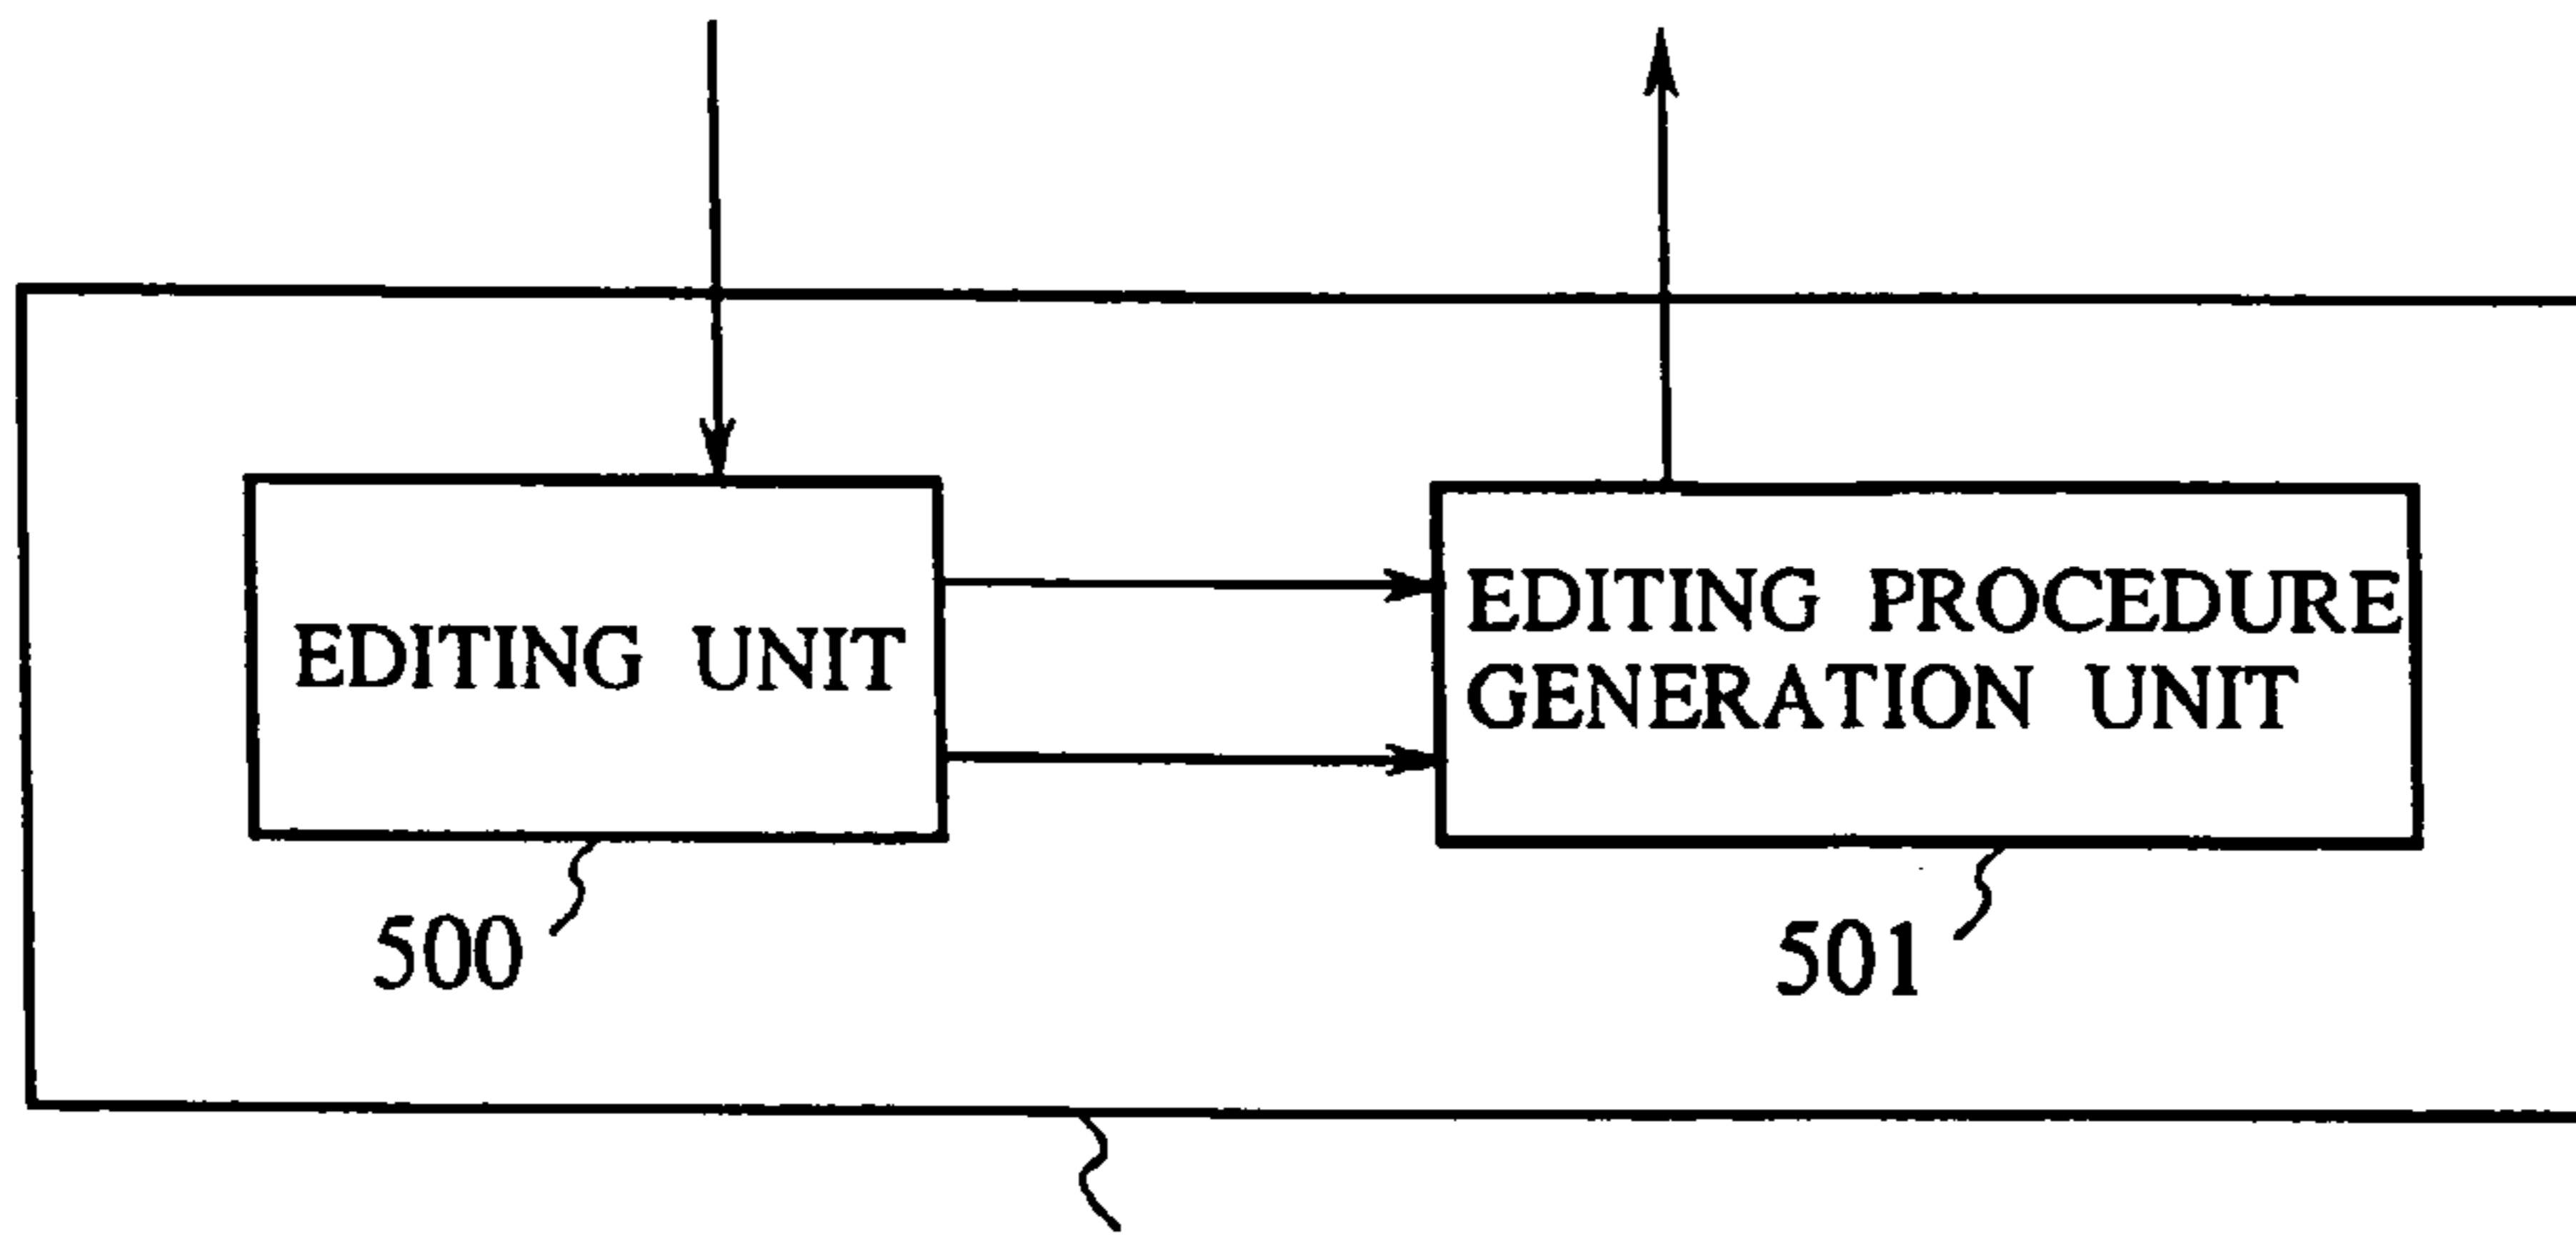 EDITING UNIT
EDITING PROCEDURE
GENERATION UNIT
500
501